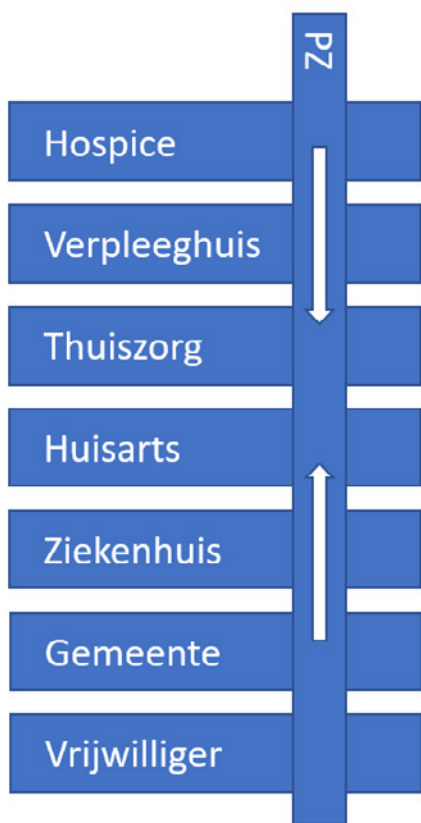 PZ
Hospice
Verpleeghuis
Thuiszorg
Huisarts
Ziekenhuis
Gemeente
Vrijwilliger